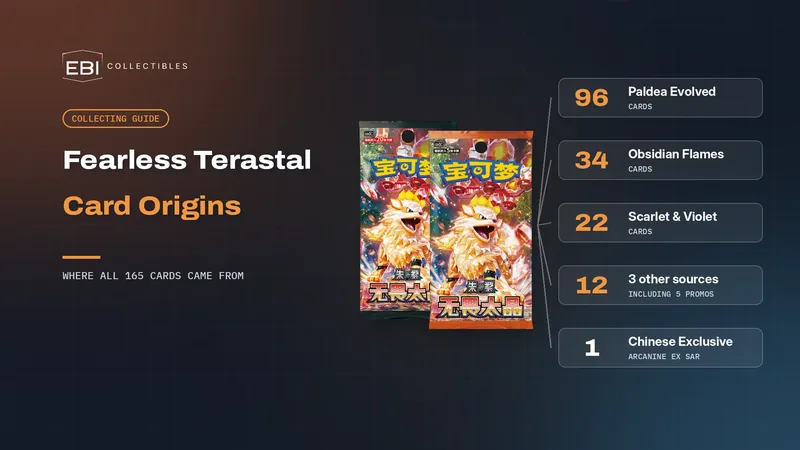 EBI COLLECTIBLES
COLLECTING GUIDE
Fearless Terastal
Card Origins
WHERE ALL 165 CARDS CAME FROM
宝可梦
朱
无畏太
宝可梦
朱 紫
无畏太晶
96 Paldea Evolved
CARDS
34 Obsidian Flames
CARDS
22 Scarlet & Violet
CARDS
12 3 other sources
INCLUDING 5 PROMOS
1 Chinese Exclusive
ARCANINE EX SAR